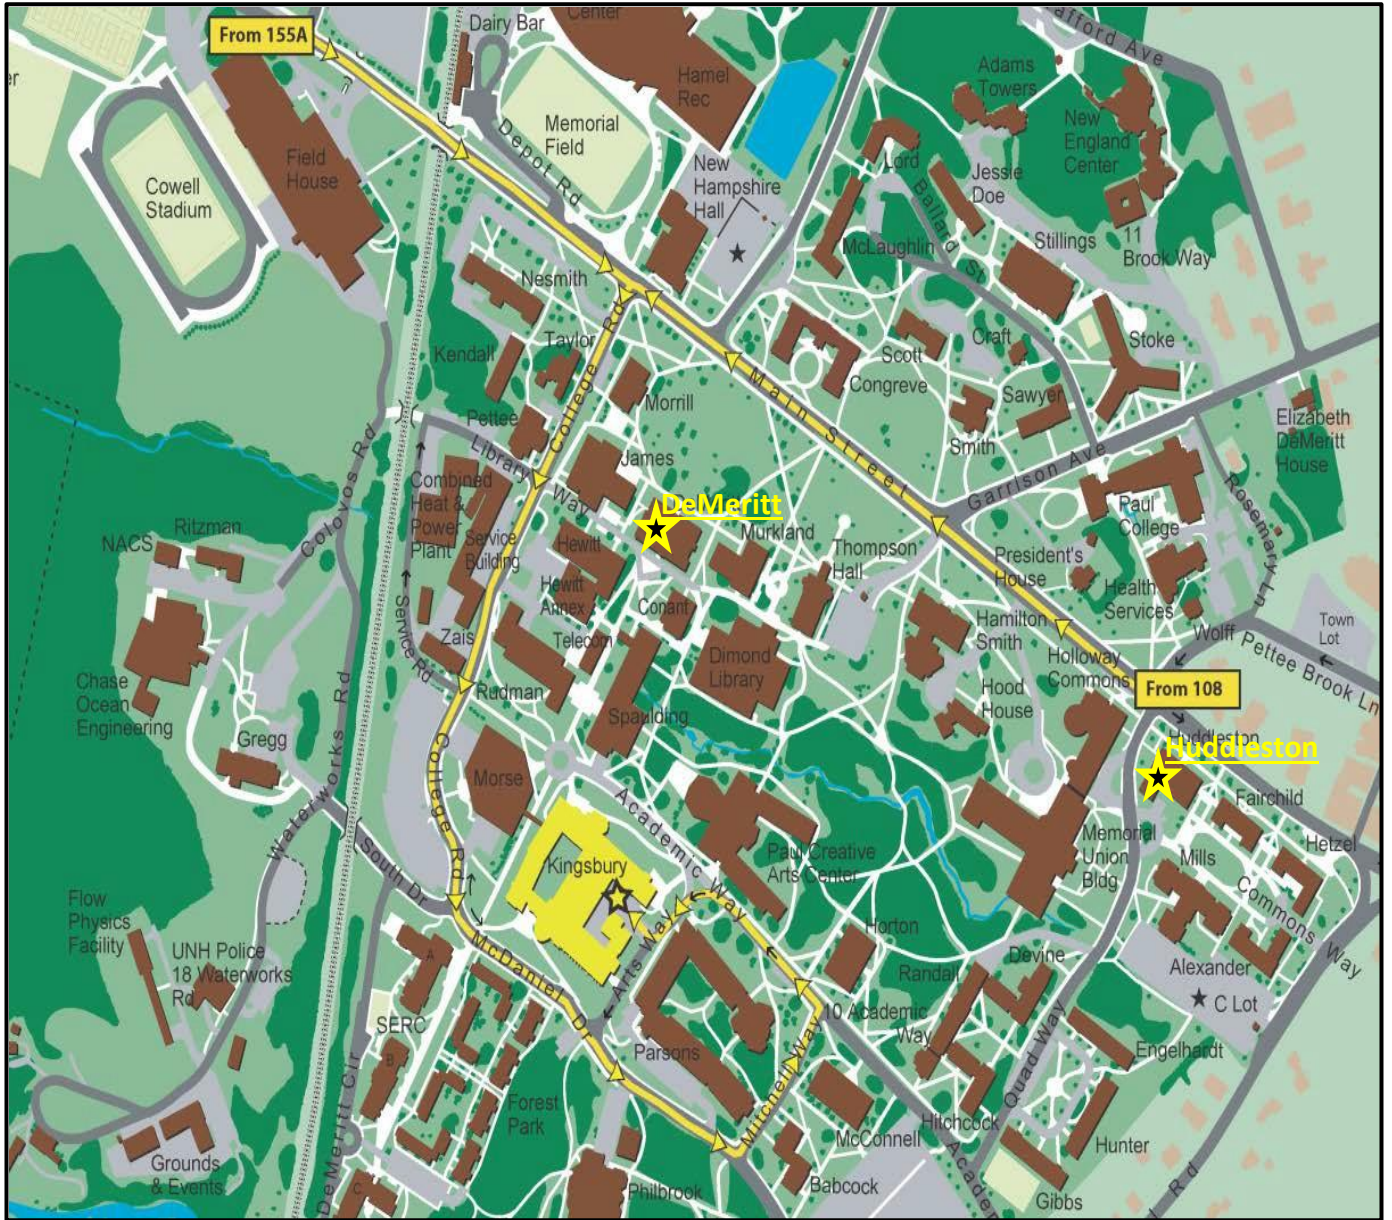 From 155A
Dairy Bar
Center
Hamel
Rec
Memorial
Field
Depot Rd
Field
House
Cowell
Stadium
New
Hampshire
Hall
Adams
Towers
New
England
Center
Lord
Jessie
Doe
Ballard St
McLaughlin
Stillings
11
Brook Way
Nesmith
Taylor
College Rd
Kendall
Pettee
Morrill
Main Street
Scott
Congreve
Craft
Stoke
Sawyer
Smith
Garrison Ave
Elizabeth
DeMeritt
House
Library Way
James
Combined
Heat &
Power
Plant
Service
Building
DeMeritt
Hewitt
Hewitt
Annex
Murkland
Thompson
Hall
Paul
College
Rosemary Ln
President's
House
Health
Services
Colovos Rd
Ritzman
NACS
Conant
Telecom
Zais
Service Rd
Rudman
Dimond
Library
Spaulding
Hamilton
Smith
Holloway
Commons
Hood
House
Wolff
Town
Lot
Pettee Brook Ln
From 108
Huddleston
Huddleston
Chase
Ocean
Engineering
Gregg
Waterworks Rd
College Rd
Morse
Kingsbury
Academic Way
Paul Creative
Arts Center
Memorial
Union
Bldg
Fairchild
Hetzel
Mills
Commons Way
Alexander
C Lot
South Dr
McDaniel Dr
Arts Way
Flow
Physics
Facility
UNH Police
18 Waterworks
Rd
A
SERC
B
C
Horton
Randall
Devine
10 Academic
Way
Quad Way
Engelhardt
Parsons
Mitchell Way
Forest
Park
Hitchcock
McConnell
Hunter
Gibbs
Babcock
Philbrook
DeMeritt Cir
Grounds
& Events
Rd